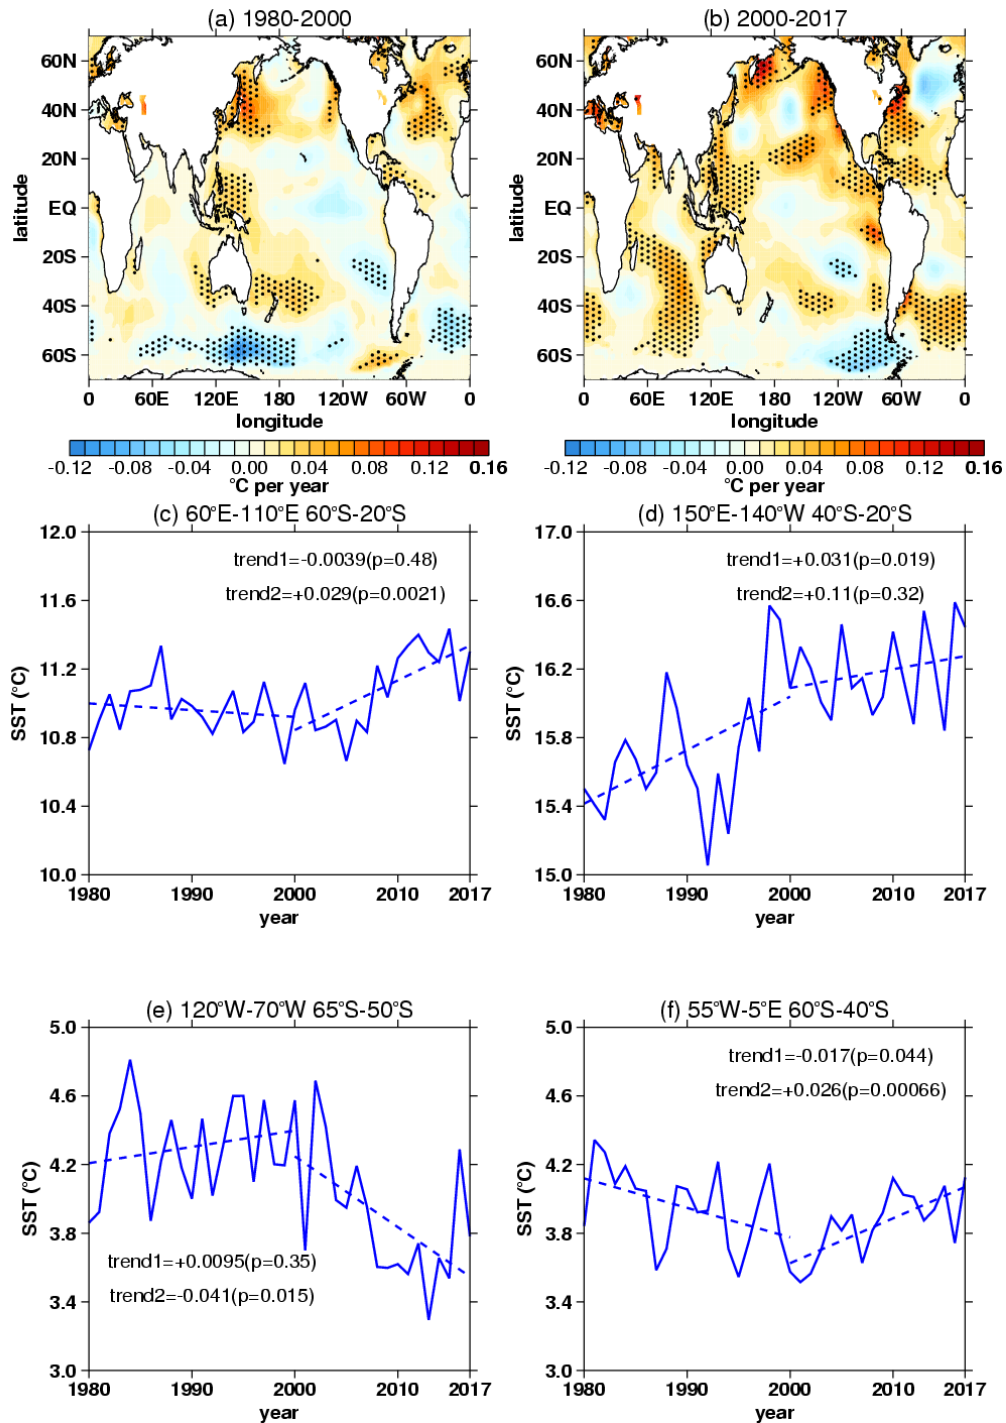 (a) 1980-2000
(b) 2000-2017
60N
40N
20N
EQ
20S
40S
60S
latitude
0 60E 120E 180 120W 60W 0
longitude
60N
40N
20N
EQ
20S
40S
60S
latitude
0 60E 120E 180 120W 60W 0
longitude
-0.12 -0.08 -0.04 0.00 0.04 0.08 0.12 0.16
°C per year
-0.12 -0.08 -0.04 0.00 0.04 0.08 0.12 0.16
°C per year
(c) 60°E-110°E 60°S-20°S
trend1=-0.0039(p=0.48)
trend2=+0.029(p=0.0021)
12.0
11.6
11.2
10.8
10.4
10.0
SST (°C)
1980 1990 2000 2010 2017
year
(d) 150°E-140°W 40°S-20°S
trend1=+0.031(p=0.019)
trend2=+0.11(p=0.32)
17.0
16.6
16.2
15.8
15.4
15.0
SST (°C)
1980 1990 2000 2010 2017
year
(e) 120°W-70°W 65°S-50°S
5.0
4.6
4.2
3.8
3.4
3.0
SST (°C)
trend1=+0.0095(p=0.35)
trend2=-0.041(p=0.015)
1980 1990 2000 2010 2017
year
(f) 55°W-5°E 60°S-40°S
trend1=-0.017(p=0.044)
trend2=+0.026(p=0.00066)
5.0
4.6
4.2
3.8
3.4
3.0
SST (°C)
1980 1990 2000 2010 2017
year